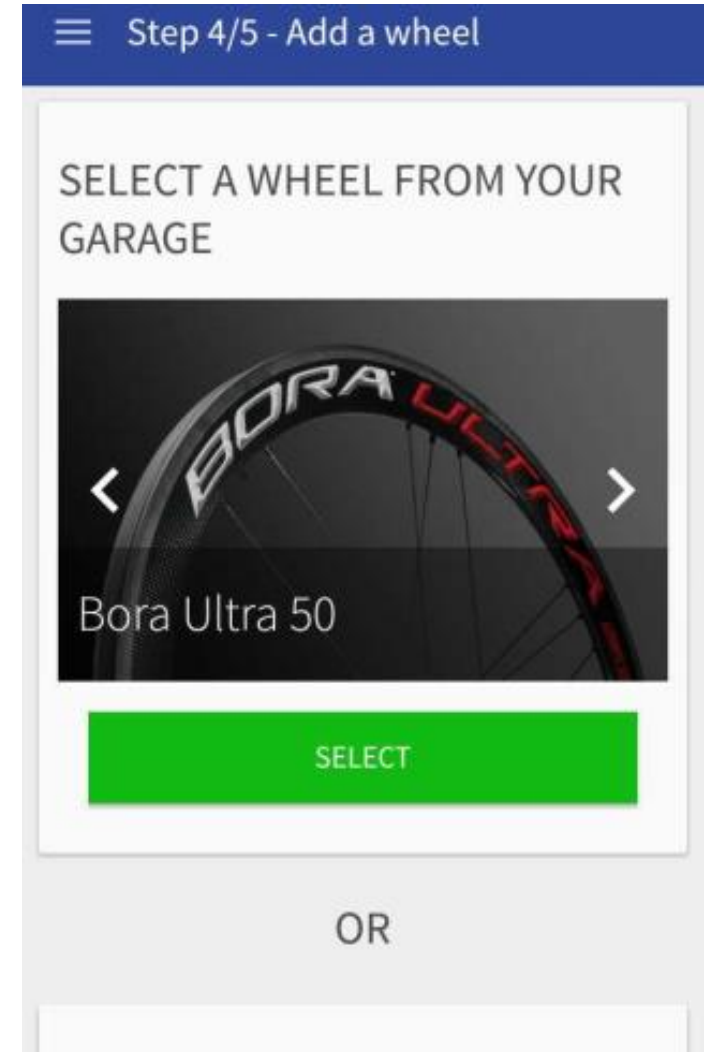 Step 4/5 - Add a wheel
SELECT A WHEEL FROM YOUR
GARAGE
BORA ULTRA
Bora Ultra 50
SELECT
OR